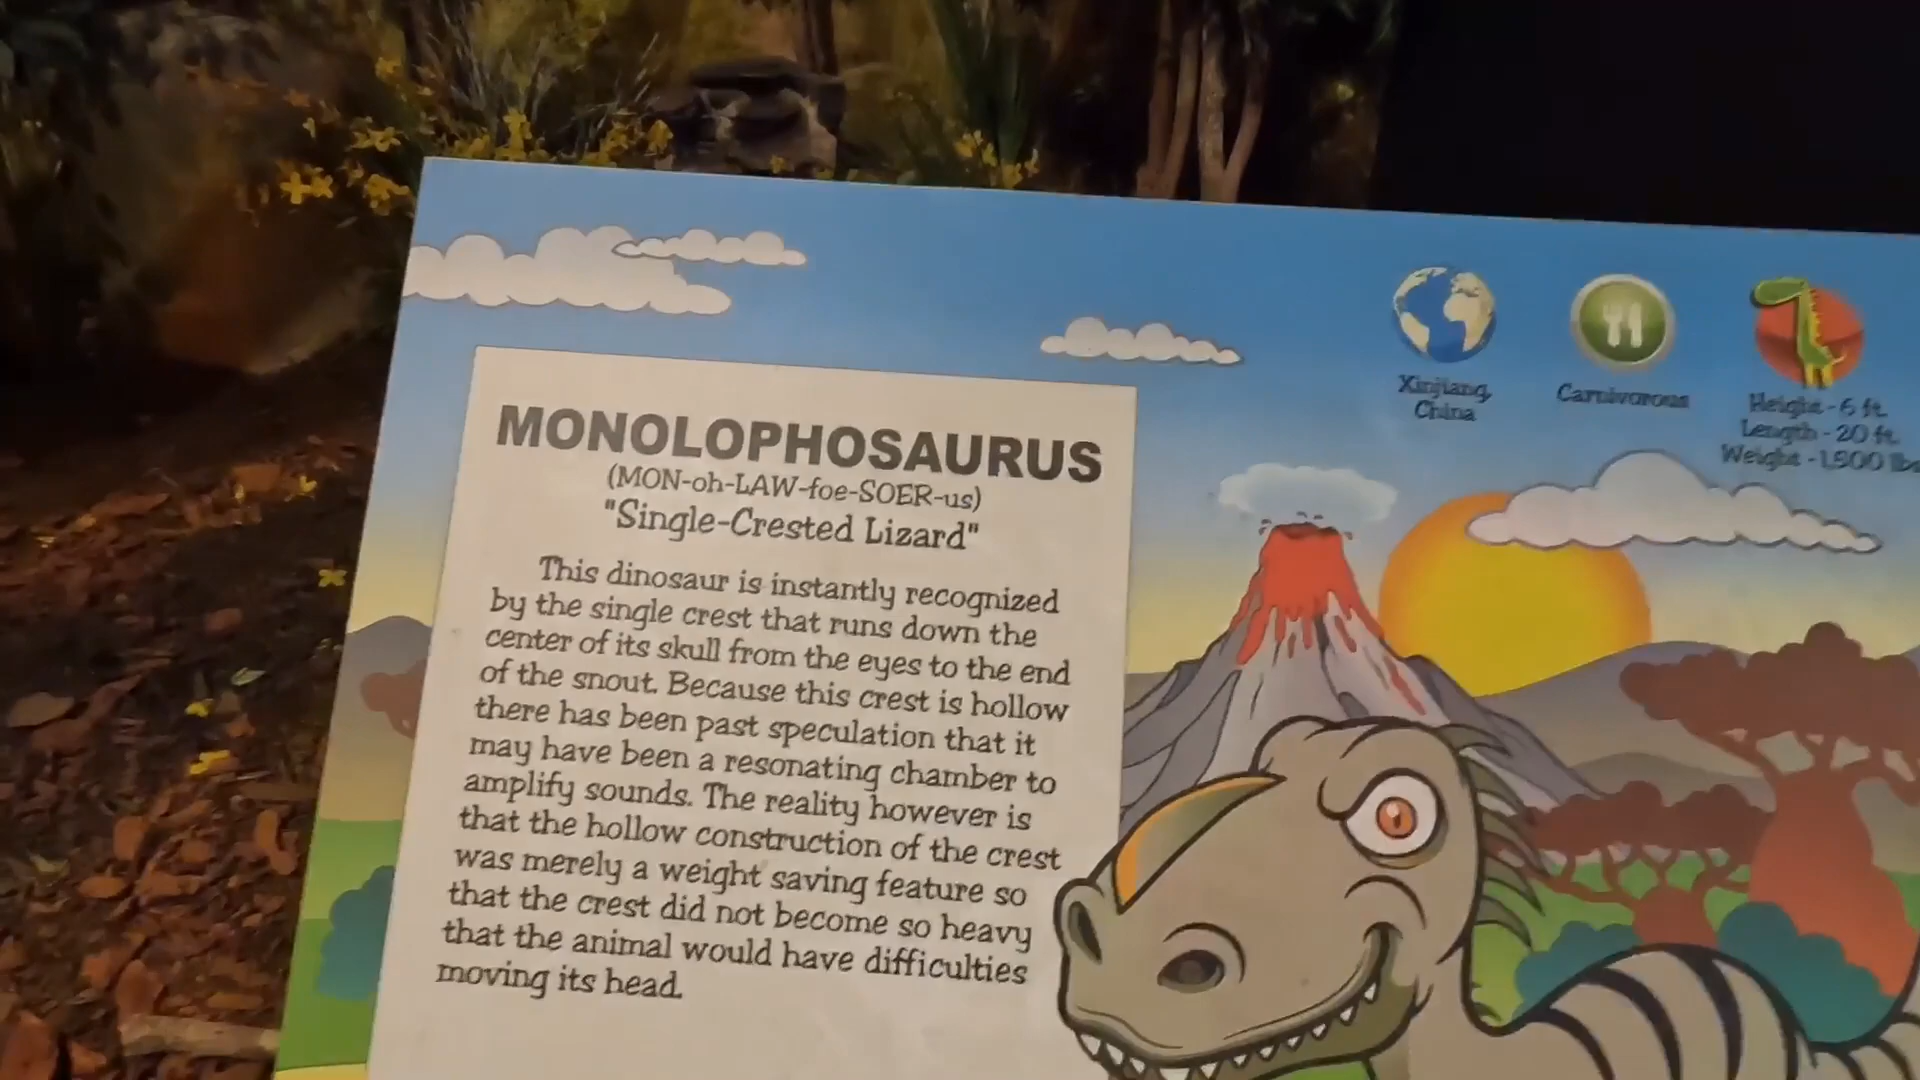 MONOLOPHOSAURUS
(MON-oh-LAW-foe-SOER-us)
"Single-Crested Lizard"
This dinosaur is instantly recognized
by the single crest that runs down the
center of its skull from the eyes to the end
of the snout. Because this crest is hollow
there has been past speculation that it
may have been a resonating chamber to
amplify sounds. The reality however is
that the hollow construction of the crest
was merely a weight saving feature so
that the crest did not become so heavy
that the animal would have difficulties
moving its head.
Xinjiang,
China
Carnivorous
Height - 6 ft.
Length - 20 ft.
Weight - 1,500 lbs